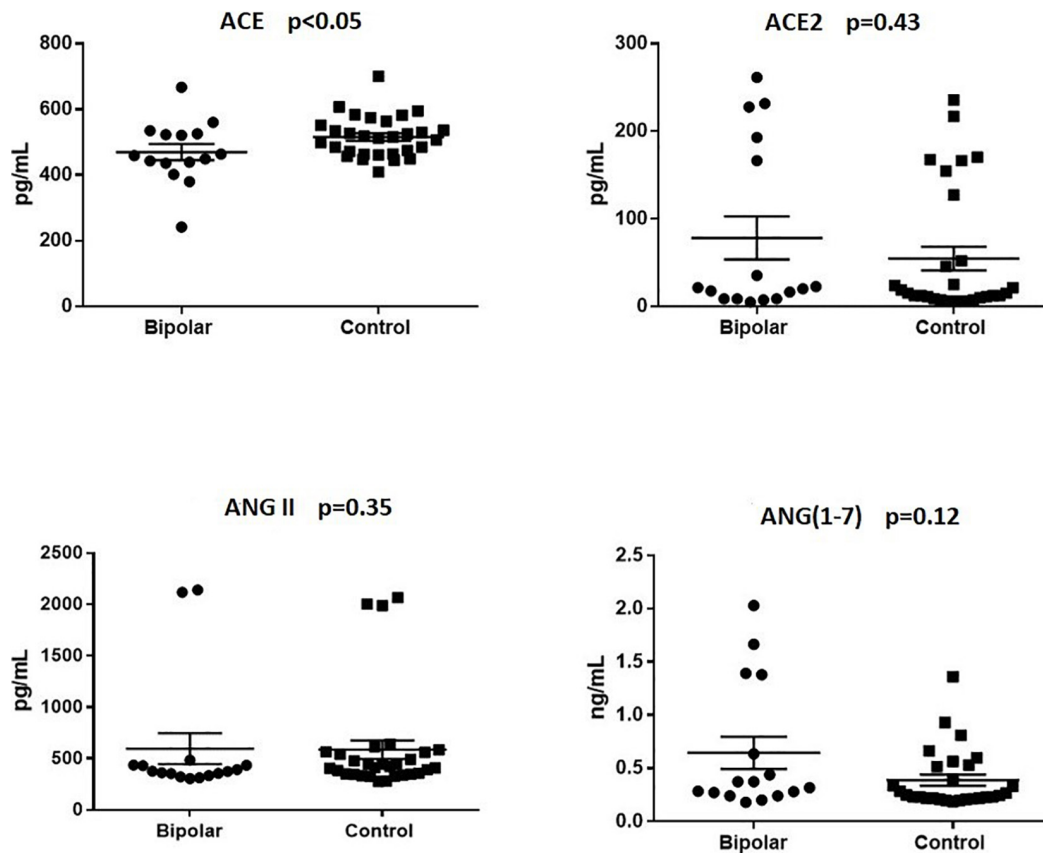 ACE p<0.05
800
600
400
200
0
pg/mL
Bipolar Control
ACE2 p=0.43
300
200
100
0
pg/mL
Bipolar Control
ANG II p=0.35
2500
2000
1500
1000
500
0
pg/mL
Bipolar Control
ANG(1-7) p=0.12
2.5
2.0
1.5
1.0
0.5
0.0
ng/mL
Bipolar Control